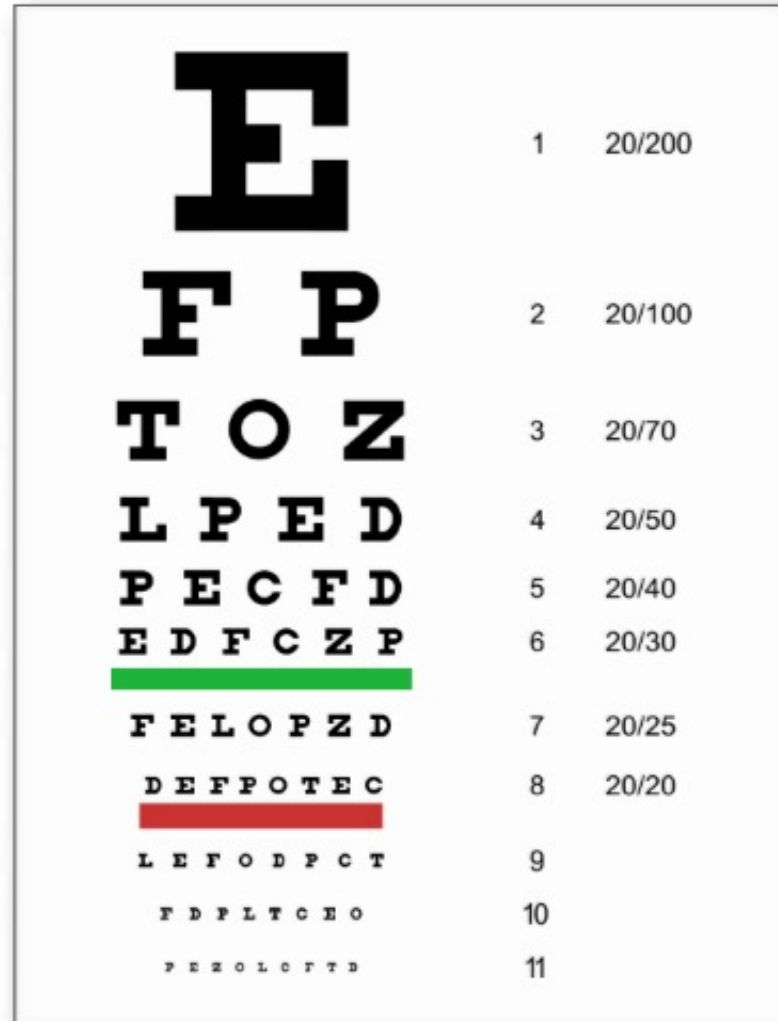 E 1 20/200
F P 2 20/100
T O Z 3 20/70
L P E D 4 20/50
P E C F D 5 20/40
E D F C Z P 6 20/30
F E L O P Z D 7 20/25
D E F P O T E C 8 20/20
L E F O D P C T 9
F D P L T C E O 10
P E Z O L C F T D 11